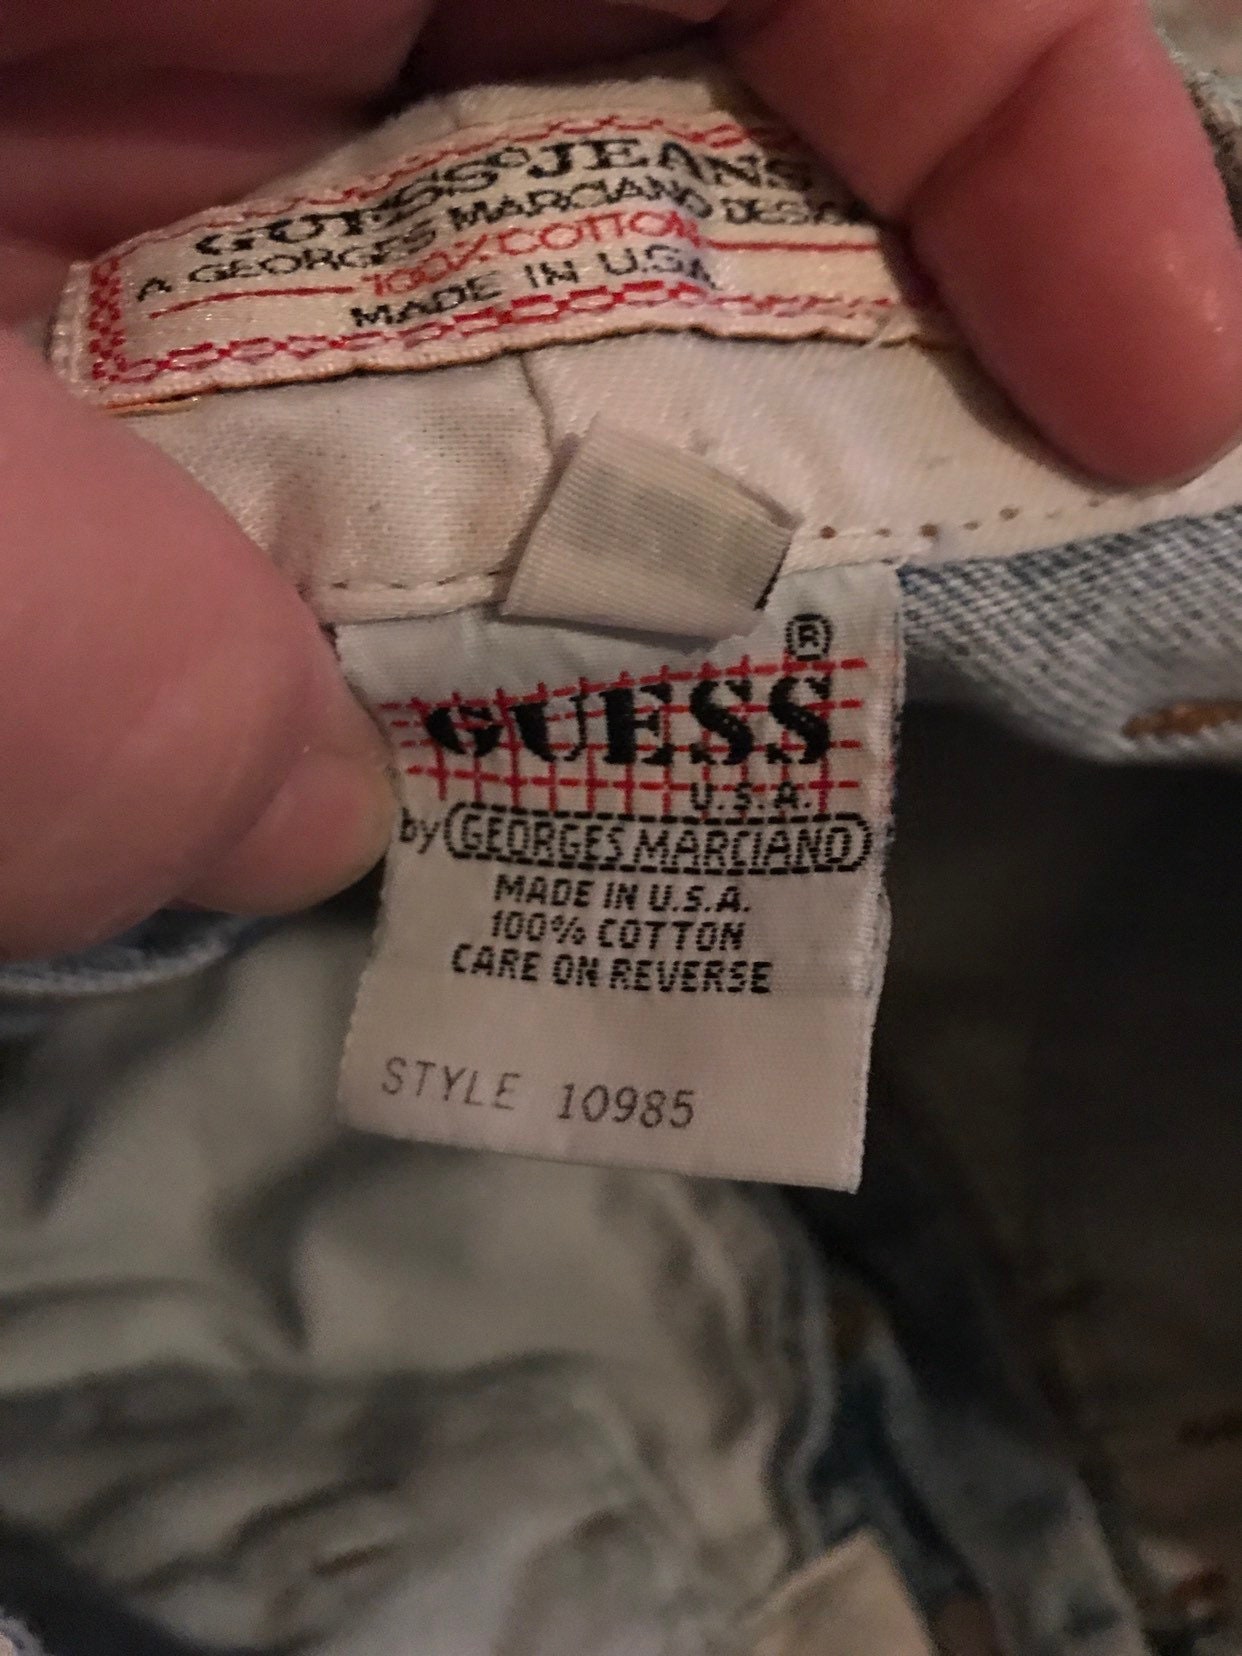 GUESS® JEANS
A GEORGES MARCIANO
100% COTTON
MADE IN U.S.A.
®
GUESS
U.S.A.
by GEORGES MARCIANO
MADE IN U.S.A.
100% COTTON
CARE ON REVERSE
STYLE 10985